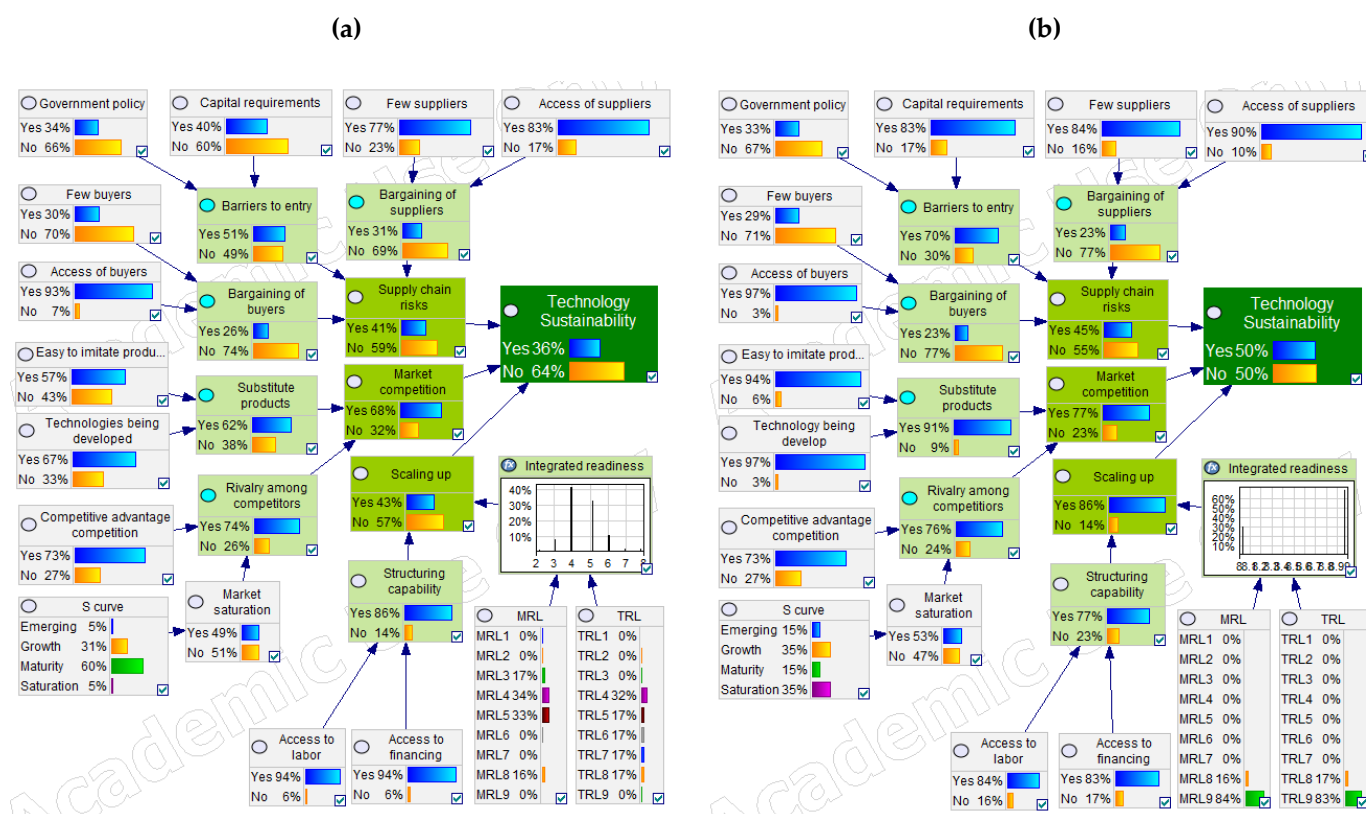 (a)
Government policy
Yes 34%
No 66%
Capital requirements
Yes 40%
No 60%
Few suppliers
Yes 77%
No 23%
Access of suppliers
Yes 83%
No 17%
Few buyers
Yes 30%
No 70%
Barriers to entry
Yes 51%
No 49%
Bargaining of
suppliers
Yes 31%
No 69%
Access of buyers
Yes 93%
No 7%
Bargaining of
buyers
Yes 26%
No 74%
Supply chain
risks
Yes 41%
No 59%
Technology
Sustainability
Yes 36%
No 64%
Easy to imitate produ...
Yes 57%
No 43%
Substitute
products
Yes 62%
No 38%
Market
competition
Yes 68%
No 32%
Technologies being
developed
Yes 67%
No 33%
Scaling up
Yes 43%
No 57%
fx Integrated readiness
40%
30%
20%
10%
2 3 4 5 6 7 8
Rivalry among
competitors
Yes 74%
No 26%
Competitive advantage
competition
Yes 73%
No 27%
Structuring
capability
Yes 86%
No 14%
Market
saturation
Yes 49%
No 51%
S curve
Emerging 5%
Growth 31%
Maturity 60%
Saturation 5%
MRL
MRL1 0%
MRL2 0%
MRL3 17%
MRL4 34%
MRL5 33%
MRL6 0%
MRL7 0%
MRL8 16%
MRL9 0%
TRL
TRL1 0%
TRL2 0%
TRL3 0%
TRL4 32%
TRL5 17%
TRL6 17%
TRL7 17%
TRL8 17%
TRL9 0%
Access to
labor
Yes 94%
No 6%
Access to
financing
Yes 94%
No 6%
Academic Use Only
(b)
Government policy
Yes 33%
No 67%
Capital requirements
Yes 83%
No 17%
Few suppliers
Yes 84%
No 16%
Access of suppliers
Yes 90%
No 10%
Few buyers
Yes 29%
No 71%
Barriers to entry
Yes 70%
No 30%
Bargaining of
suppliers
Yes 23%
No 77%
Access of buyers
Yes 97%
No 3%
Bargaining of
buyers
Yes 23%
No 77%
Supply chain
risks
Yes 45%
No 55%
Technology
Sustainability
Yes 50%
No 50%
Easy to imitate prod...
Yes 94%
No 6%
Substitute
products
Yes 91%
No 9%
Market
competition
Yes 77%
No 23%
Technology being
develop
Yes 97%
No 3%
Scaling up
Yes 86%
No 14%
fx Integrated readiness
60%
50%
40%
30%
20%
10%
Rivalry among
competitiors
Yes 76%
No 24%
Competitive advantage
competition
Yes 73%
No 27%
Structuring
capability
Yes 77%
No 23%
Market
saturation
Yes 53%
No 47%
S curve
Emerging 15%
Growth 35%
Maturity 15%
Saturation 35%
MRL
MRL1 0%
MRL2 0%
MRL3 0%
MRL4 0%
MRL5 0%
MRL6 0%
MRL7 0%
MRL8 16%
MRL9 84%
TRL
TRL1 0%
TRL2 0%
TRL3 0%
TRL4 0%
TRL5 0%
TRL6 0%
TRL7 0%
TRL8 17%
TRL9 83%
Access to
labor
Yes 84%
No 16%
Access to
financing
Yes 83%
No 17%
Academic Use